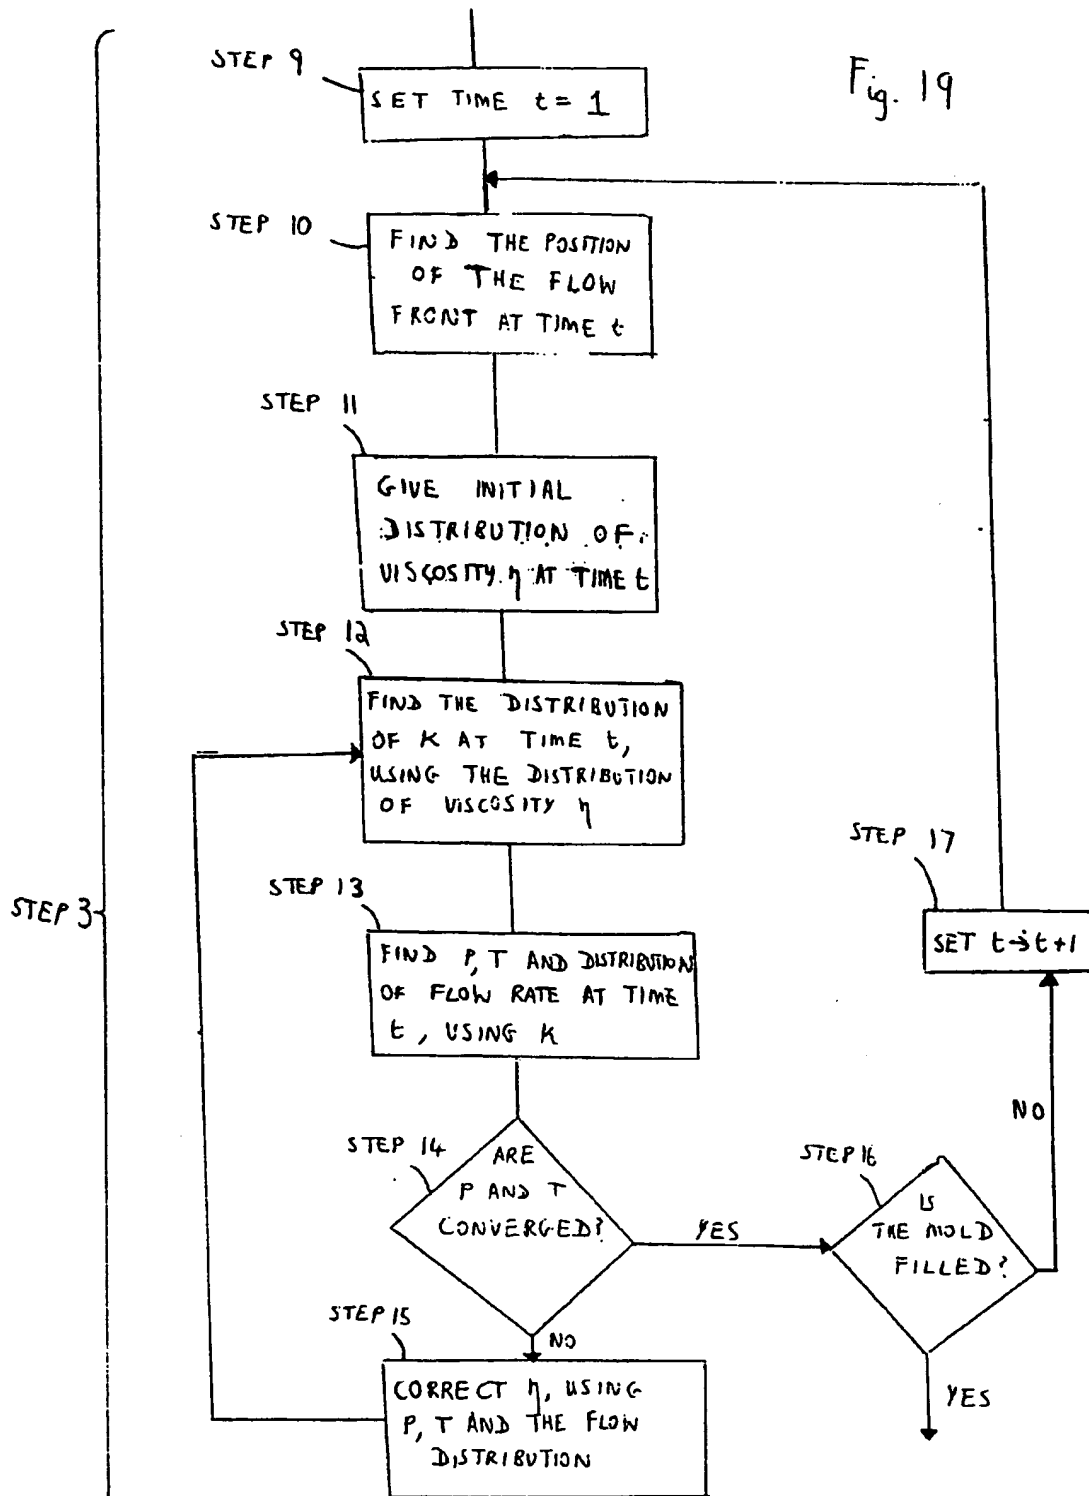 Fig. 19
STEP 9
SET TIME t = 1
STEP 10
FIND THE POSITION
OF THE FLOW
FRONT AT TIME t
STEP 11
GIVE INITIAL
DISTRIBUTION OF
VISCOSITY η AT TIME t
STEP 12
FIND THE DISTRIBUTION
OF K AT TIME t,
USING THE DISTRIBUTION
OF VISCOSITY η
STEP 13
FIND P, T AND DISTRIBUTION
OF FLOW RATE AT TIME
t, USING K
STEP 14
ARE
P AND T
CONVERGED?
YES
NO
STEP 15
CORRECT η, USING
P, T AND THE FLOW
DISTRIBUTION
STEP 16
IS
THE MOLD
FILLED?
NO
YES
STEP 17
SET t→t+1
STEP 3